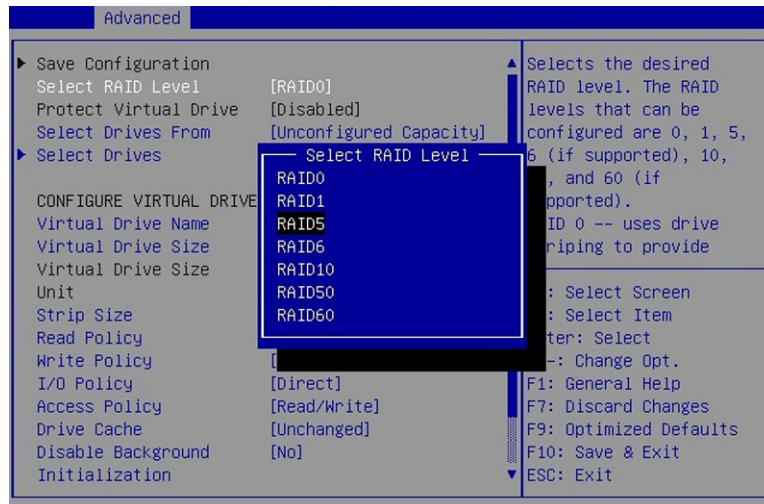 Advanced
Save Configuration
Select RAID Level [RAID0]
Protect Virtual Drive [Disabled]
Select Drives From [Unconfigured Capacity]
Select Drives
CONFIGURE VIRTUAL DRIVE
Virtual Drive Name
Virtual Drive Size
Virtual Drive Size
Unit
Strip Size
Read Policy
Write Policy [
I/O Policy [Direct]
Access Policy [Read/Write]
Drive Cache [Unchanged]
Disable Background [No]
Initialization
Select RAID Level
RAID0
RAID1
RAID5
RAID6
RAID10
RAID50
RAID60
Selects the desired
RAID level. The RAID
levels that can be
configured are 0, 1, 5,
6 (if supported), 10,
, and 60 (if
pported).
ID 0 -- uses drive
riping to provide
: Select Screen
: Select Item
ter: Select
-: Change Opt.
F1: General Help
F7: Discard Changes
F9: Optimized Defaults
F10: Save & Exit
ESC: Exit